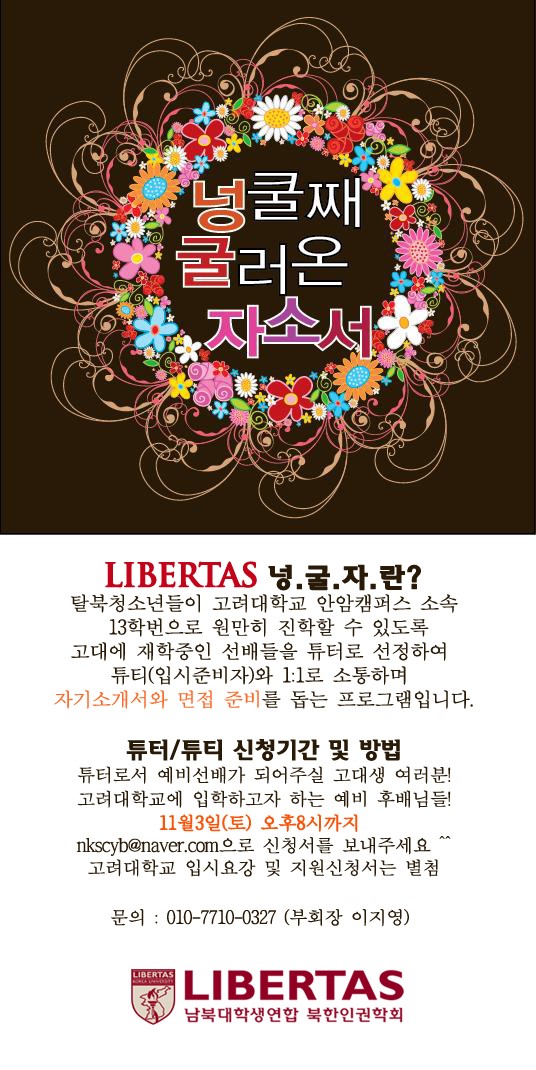 넝쿨째
굴러온
자소서
LIBERTAS 넝.굴.자.란?
탈북청소년들이 고려대학교 안암캠퍼스 소속
13학번으로 원만히 진학할 수 있도록
고대에 재학중인 선배들을 튜터로 선정하여
튜티(입시준비자)와 1:1로 소통하며
자기소개서와 면접 준비를 돕는 프로그램입니다.
튜터/튜티 신청기간 및 방법
튜터로서 예비선배가 되어주실 고대생 여러분!
고려대학교에 입학하고자 하는 예비 후배님들!
11월3일(토) 오후8시까지
nkscyb@naver.com으로 신청서를 보내주세요 ^^
고려대학교 입시요강 및 지원신청서는 별첨
문의 : 010-7710-0327 (부회장 이지영)
LIBERTAS
KOREA UNIVERSITY
LIBERTAS
남북대학생연합 북한인권학회